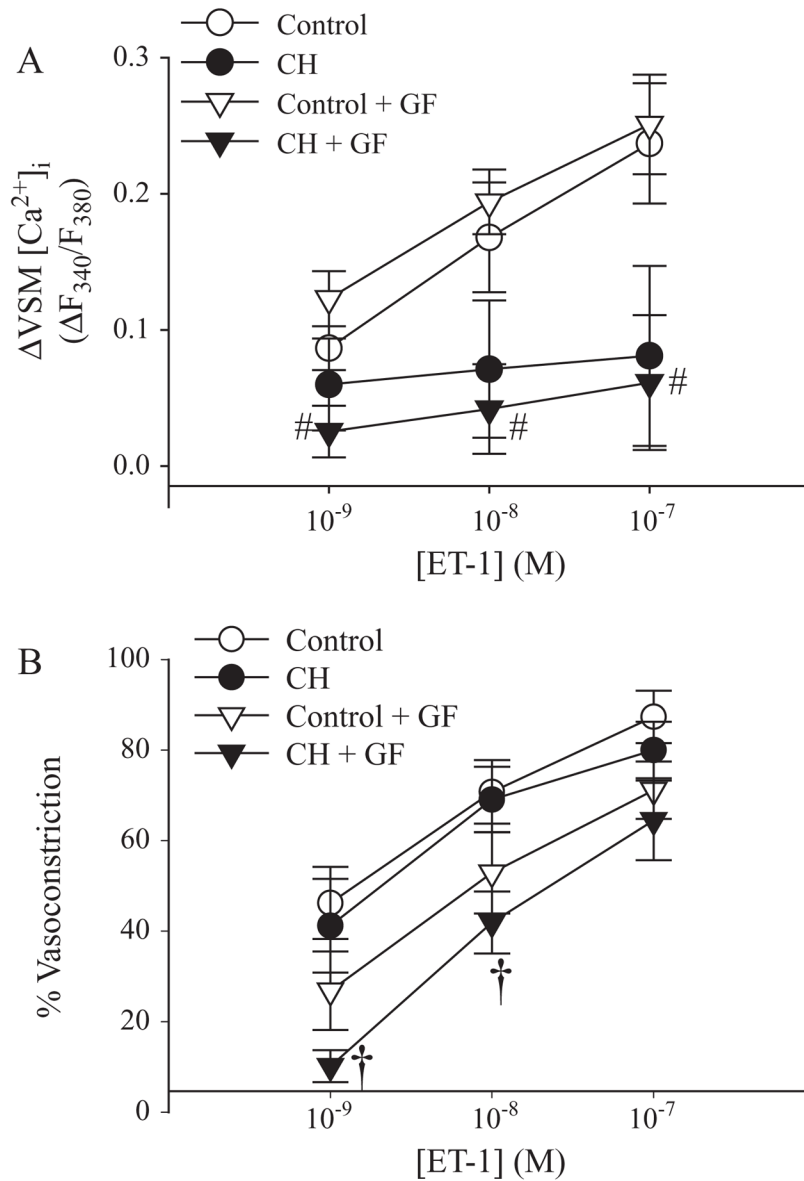 A
Control
CH
Control + GF
CH + GF
ΔVSM [Ca²⁺]ᵢ
(ΔF₃₄₀/F₃₈₀)
0.3
0.2
0.1
0.0
#
#
#
10⁻⁹
10⁻⁸
10⁻⁷
[ET-1] (M)
B
Control
CH
Control + GF
CH + GF
% Vasoconstriction
100
80
60
40
20
0
†
†
10⁻⁹
10⁻⁸
10⁻⁷
[ET-1] (M)